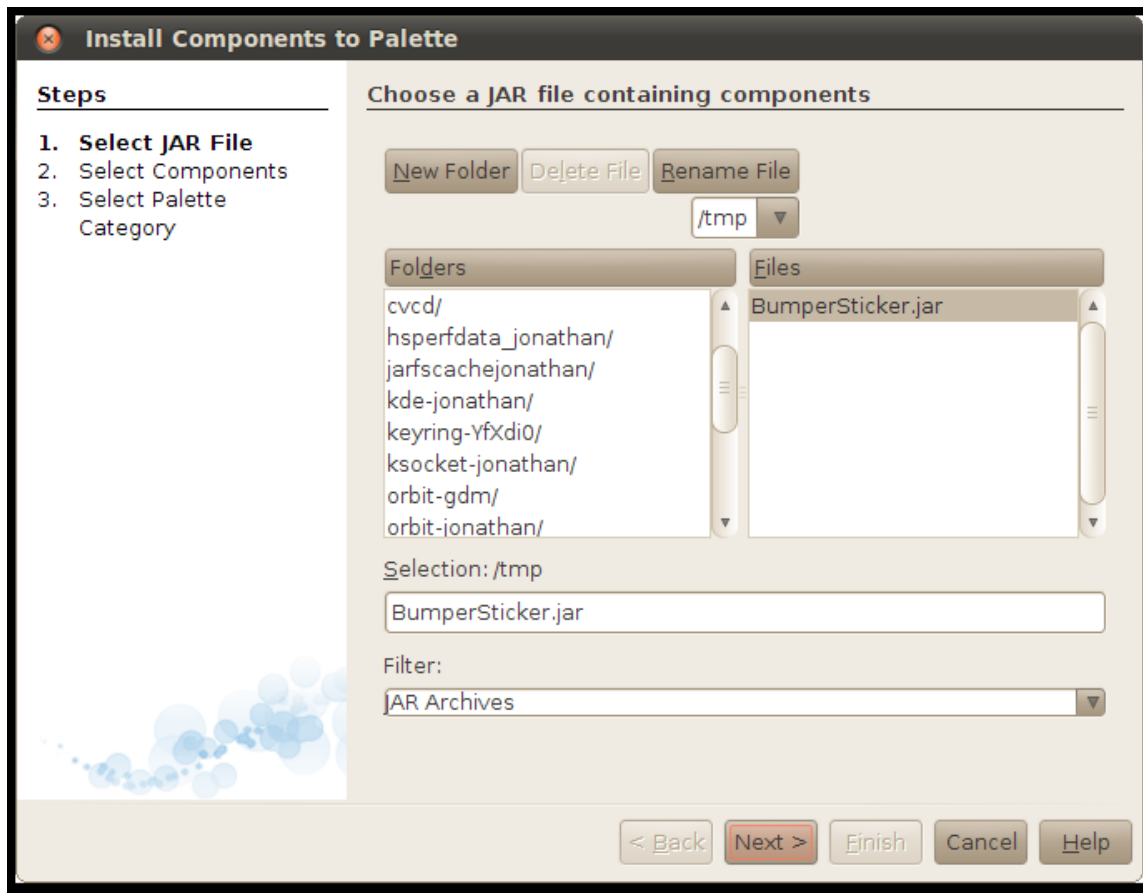 Install Components to Palette
Steps
1. Select JAR File
2. Select Components
3. Select Palette
Category
Choose a JAR file containing components
New Folder Delete File Rename File
/tmp
Folders
cvcd/
hsperfdata_jonathan/
jarfscachejonathan/
kde-jonathan/
keyring-YfXdi0/
ksocket-jonathan/
orbit-gdm/
orbit-jonathan/
Files
BumperSticker.jar
Selection: /tmp
BumperSticker.jar
Filter:
JAR Archives
< Back Next > Finish Cancel Help